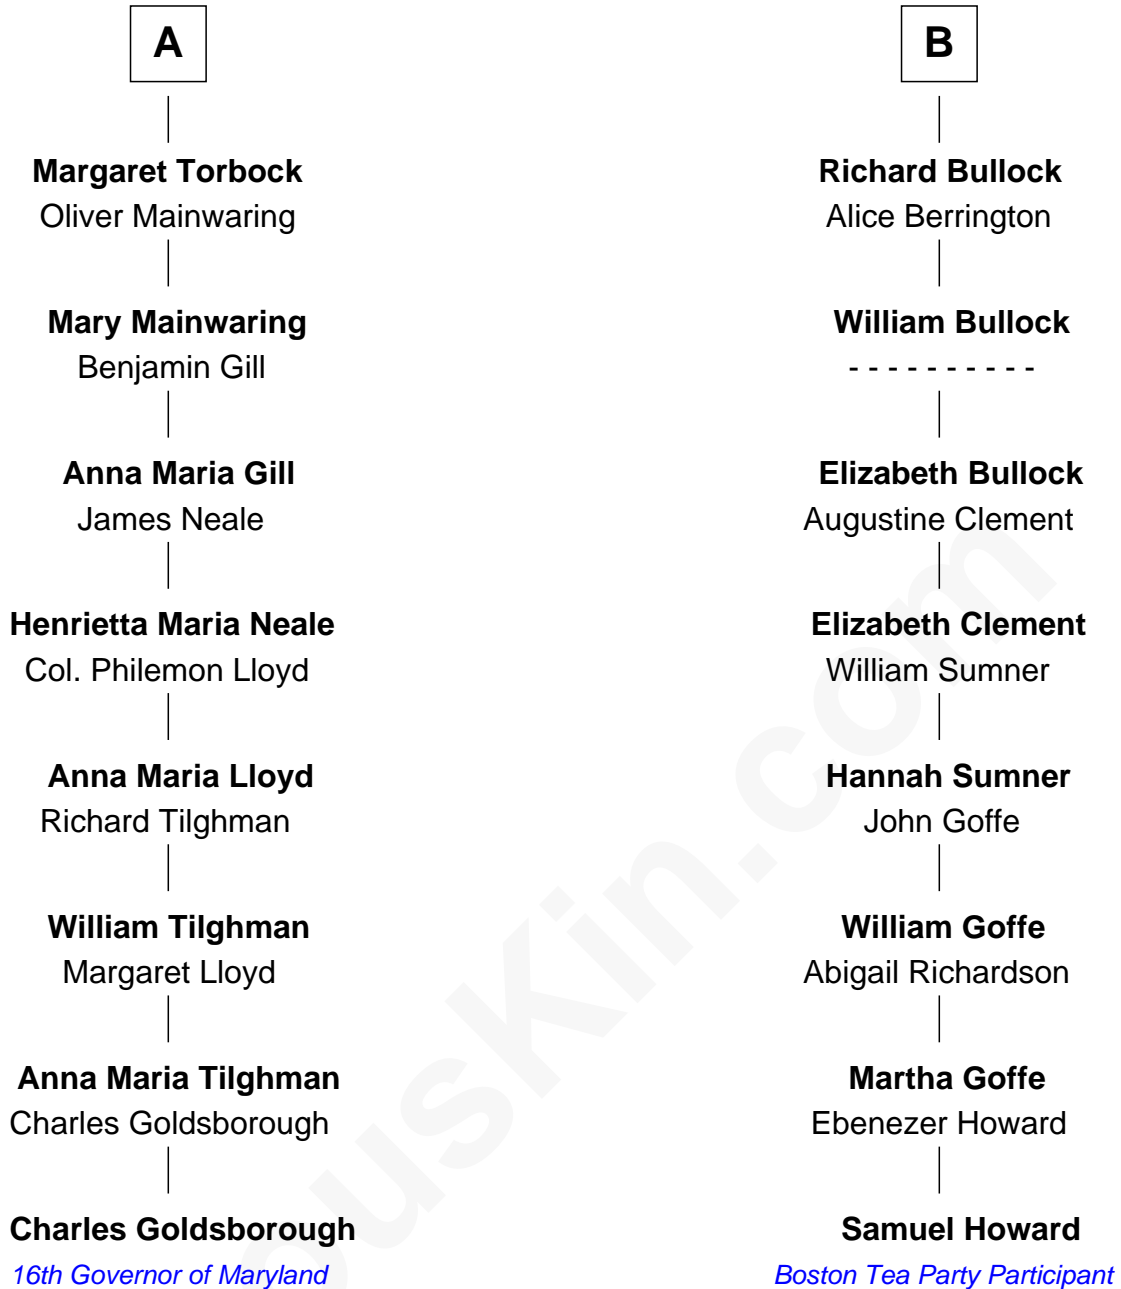 A
Margaret Torbock
Oliver Mainwaring
Mary Mainwaring
Benjamin Gill
Anna Maria Gill
James Neale
Henrietta Maria Neale
Col. Philemon Lloyd
Anna Maria Lloyd
Richard Tilghman
William Tilghman
Margaret Lloyd
Anna Maria Tilghman
Charles Goldsborough
Charles Goldsborough
16th Governor of Maryland
B
Richard Bullock
Alice Berrington
William Bullock
- - - - - - - - - -
Elizabeth Bullock
Augustine Clement
Elizabeth Clement
William Sumner
Hannah Sumner
John Goffe
William Goffe
Abigail Richardson
Martha Goffe
Ebenezer Howard
Samuel Howard
Boston Tea Party Participant
ousKin.com